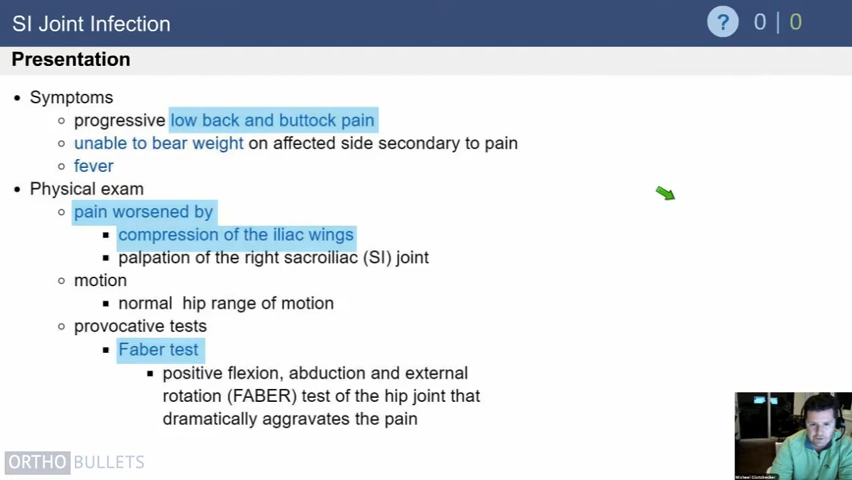 SI Joint Infection
? 0 | 0
Presentation
• Symptoms
progressive low back and buttock pain
unable to bear weight on affected side secondary to pain
fever
• Physical exam
pain worsened by
compression of the iliac wings
palpation of the right sacroiliac (SI) joint
motion
normal hip range of motion
provocative tests
Faber test
positive flexion, abduction and external
rotation (FABER) test of the hip joint that
dramatically aggravates the pain
ORTHO BULLETS